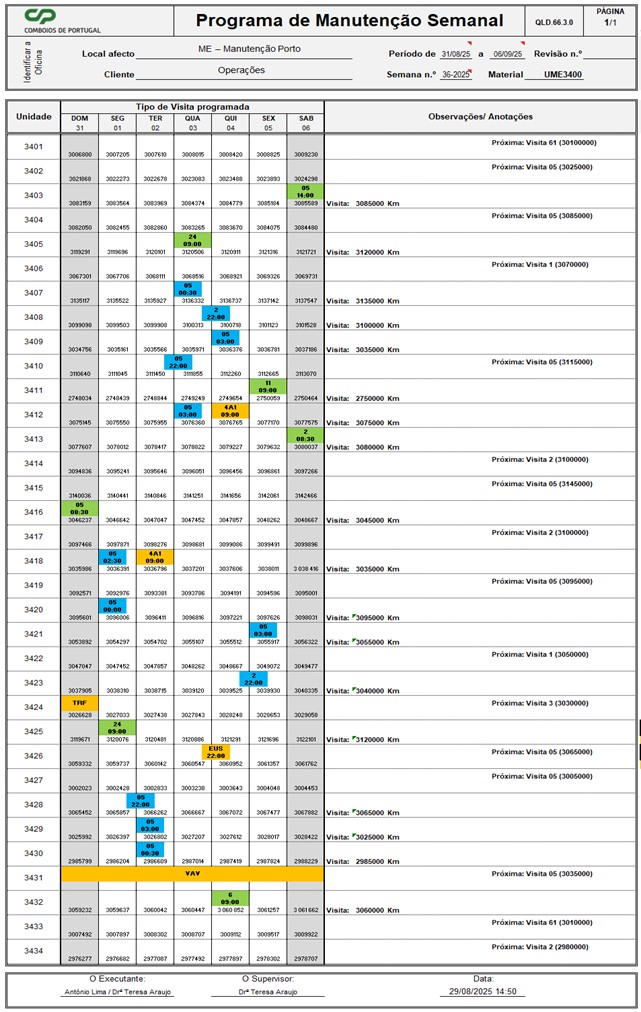 CP
COMBOIOS DE PORTUGAL
Programa de Manutenção Semanal
QLD.66.3.0
PÁGINA
1/1
Identificar a Oficina
Local afecto ME – Manutenção Porto Período de 31/08/25 a 06/09/25 Revisão n.º
Cliente Operações Semana n.º 36-2025 Material UME3400
Unidade Tipo de Visita programada Observações/ Anotações
DOM SEG TER QUA QUI SEX SAB
31 01 02 03 04 05 06
3401 Próxima: Visita 61 (30100000)
3006800 3007205 3007610 3008015 3008420 3008825 3009230
3402 Próxima: Visita 05 (3025000)
3021868 3022273 3022678 3023083 3023488 3023893 3024298
3403 05 14:00
3083159 3083564 3083969 3084374 3084779 3085184 3085589 Visita: 3085000 Km
3404 Próxima: Visita 05 (3085000)
3082050 3082455 3082860 3083265 3083670 3084075 3084480
3405 24 09:00
3119291 3119696 3120101 3120506 3120911 3121316 3121721 Visita: 3120000 Km
3406 Próxima: Visita 1 (3070000)
3067301 3067706 3068111 3068516 3068921 3069326 3069731
3407 05 00:30
3135117 3135522 3135927 3136332 3136737 3137142 3137547 Visita: 3135000 Km
3408 2 22:00
3099098 3099503 3099908 3100313 3100718 3101123 3101528 Visita: 3100000 Km
3409 05 03:00
3034756 3035161 3035566 3035971 3036376 3036781 3037186 Visita: 3035000 Km
3410 05 22:00 Próxima: Visita 05 (3115000)
3110640 3111045 3111450 3111855 3112260 3112665 3113070
3411 11 09:00
2748034 2748439 2748844 2749249 2749654 2750059 2750464 Visita: 2750000 Km
3412 05 03:00 4A1 09:00
3075145 3075550 3075955 3076360 3076765 3077170 3077575 Visita: 3075000 Km
3413 2 08:30
3077607 3078012 3078417 3078822 3079227 3079632 3080037 Visita: 3080000 Km
3414 Próxima: Visita 2 (3100000)
3094836 3095241 3095646 3096051 3096456 3096861 3097266
3415 Próxima: Visita 05 (3145000)
3140036 3140441 3140846 3141251 3141656 3142061 3142466
3416 05 08:30
3046237 3046642 3047047 3047452 3047857 3048262 3048667 Visita: 3045000 Km
3417 Próxima: Visita 2 (3100000)
3097466 3097871 3098276 3098681 3099086 3099491 3099896
3418 05 02:30 4A1 09:00
3035986 3036391 3036796 3037201 3037606 3038011 3 038 416 Visita: 3035000 Km
3419 Próxima: Visita 05 (3095000)
3092571 3092976 3093381 3093786 3094191 3094596 3095001
3420 05 00:00
3095601 3096006 3096411 3096816 3097221 3097626 3098031 Visita: 3095000 Km
3421 05 03:00
3053892 3054297 3054702 3055107 3055512 3055917 3056322 Visita: 3055000 Km
3422 Próxima: Visita 1 (3050000)
3047047 3047452 3047857 3048262 3048667 3049072 3049477
3423 2 22:00
3037905 3038310 3038715 3039120 3039525 3039930 3040335 Visita: 3040000 Km
3424 TRF Próxima: Visita 3 (3030000)
3026628 3027033 3027438 3027843 3028248 3028653 3029058
3425 24 09:00
3119671 3120076 3120481 3120886 3121291 3121696 3122101 Visita: 3120000 Km
3426 EUS 22:00 Próxima: Visita 05 (3065000)
3059332 3059737 3060142 3060547 3060952 3061357 3061762
3427 Próxima: Visita 05 (3005000)
3002023 3002428 3002833 3003238 3003643 3004048 3004453
3428 05 22:00
3065452 3065857 3066262 3066667 3067072 3067477 3067882 Visita: 3065000 Km
3429 05 03:00
3025992 3026397 3026802 3027207 3027612 3028017 3028422 Visita: 3025000 Km
3430 05 00:30
2985799 2986204 2986609 2987014 2987419 2987824 2988229 Visita: 2985000 Km
3431 VAV Próxima: Visita 05 (3035000)
3432 6 09:00
3059232 3059637 3060042 3060447 3 060 852 3061257 3 061 662 Visita: 3060000 Km
3433 Próxima: Visita 61 (3010000)
3007492 3007897 3008302 3008707 3009112 3009517 3009922
3434 Próxima: Visita 2 (2980000)
2976277 2976682 2977087 2977492 2977897 2978302 2978707
O Executante: O Supervisor: Data:
António Lima / Drª Teresa Araujo Drª Teresa Araujo 29/08/2025 14:50